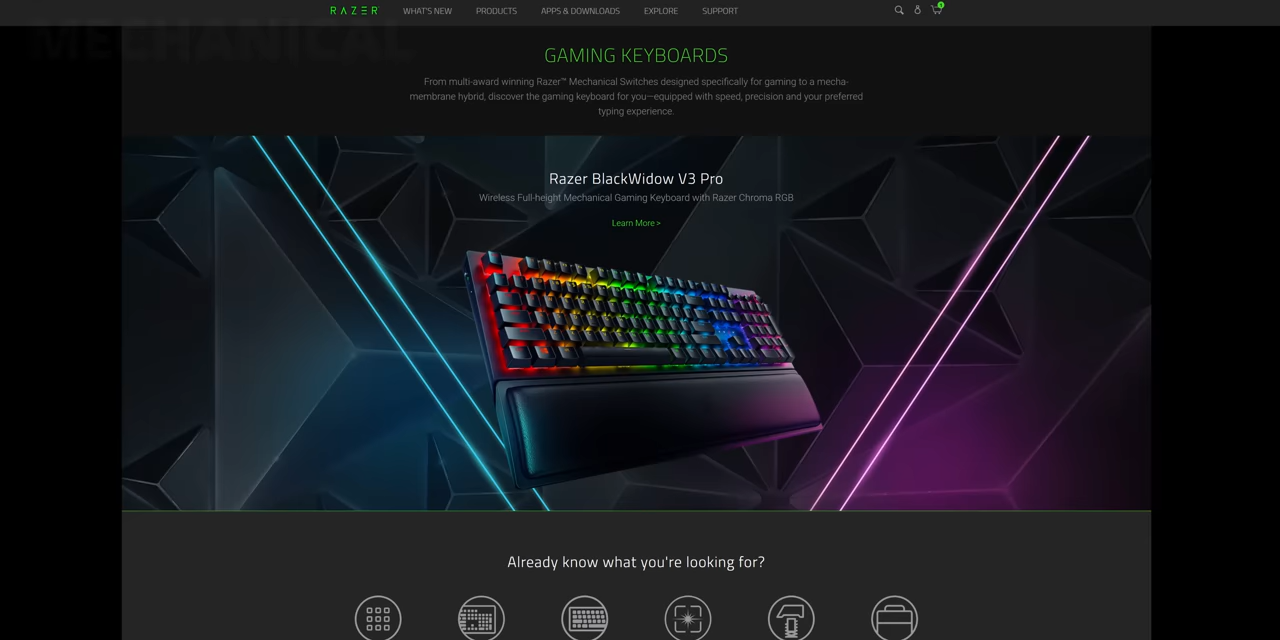 RAZER
WHAT'S NEW
PRODUCTS
APPS & DOWNLOADS
EXPLORE
SUPPORT
1
MECHANICAL
GAMING KEYBOARDS
From multi-award winning Razer™ Mechanical Switches designed specifically for gaming to a mecha-
membrane hybrid, discover the gaming keyboard for you—equipped with speed, precision and your preferred
typing experience.
Razer BlackWidow V3 Pro
Wireless Full-height Mechanical Gaming Keyboard with Razer Chroma RGB
Learn More >
Already know what you're looking for?